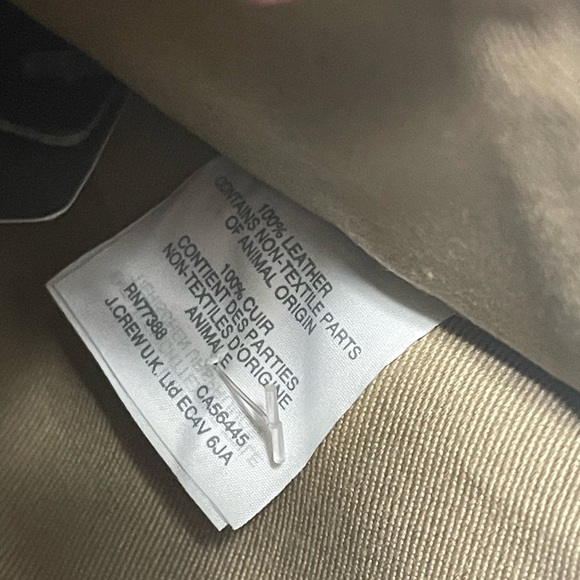 100% LEATHER
CONTAINS NON-TEXTILE PARTS
OF ANIMAL ORIGIN
100% CUIR
CONTIENT DES PARTIES
NON-TEXTILES D'ORIGINE
ANIMALE
RN77388 CA56445
J.CREW U.K. Ltd EC4V 6JA